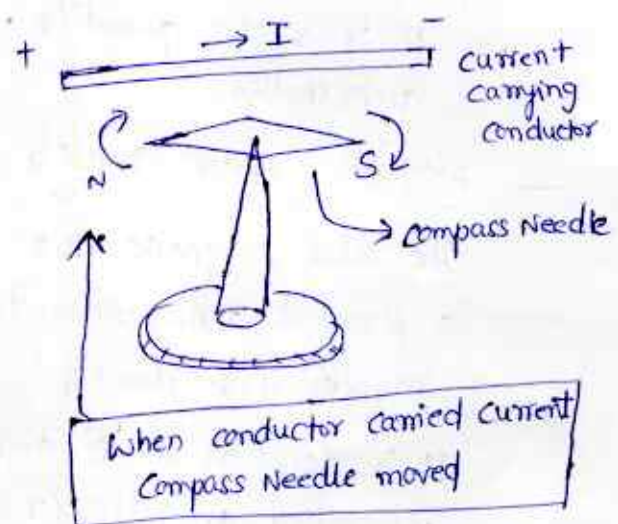 + → I -
current
carrying
conductor
N S
compass Needle
When conductor carried current
Compass Needle moved